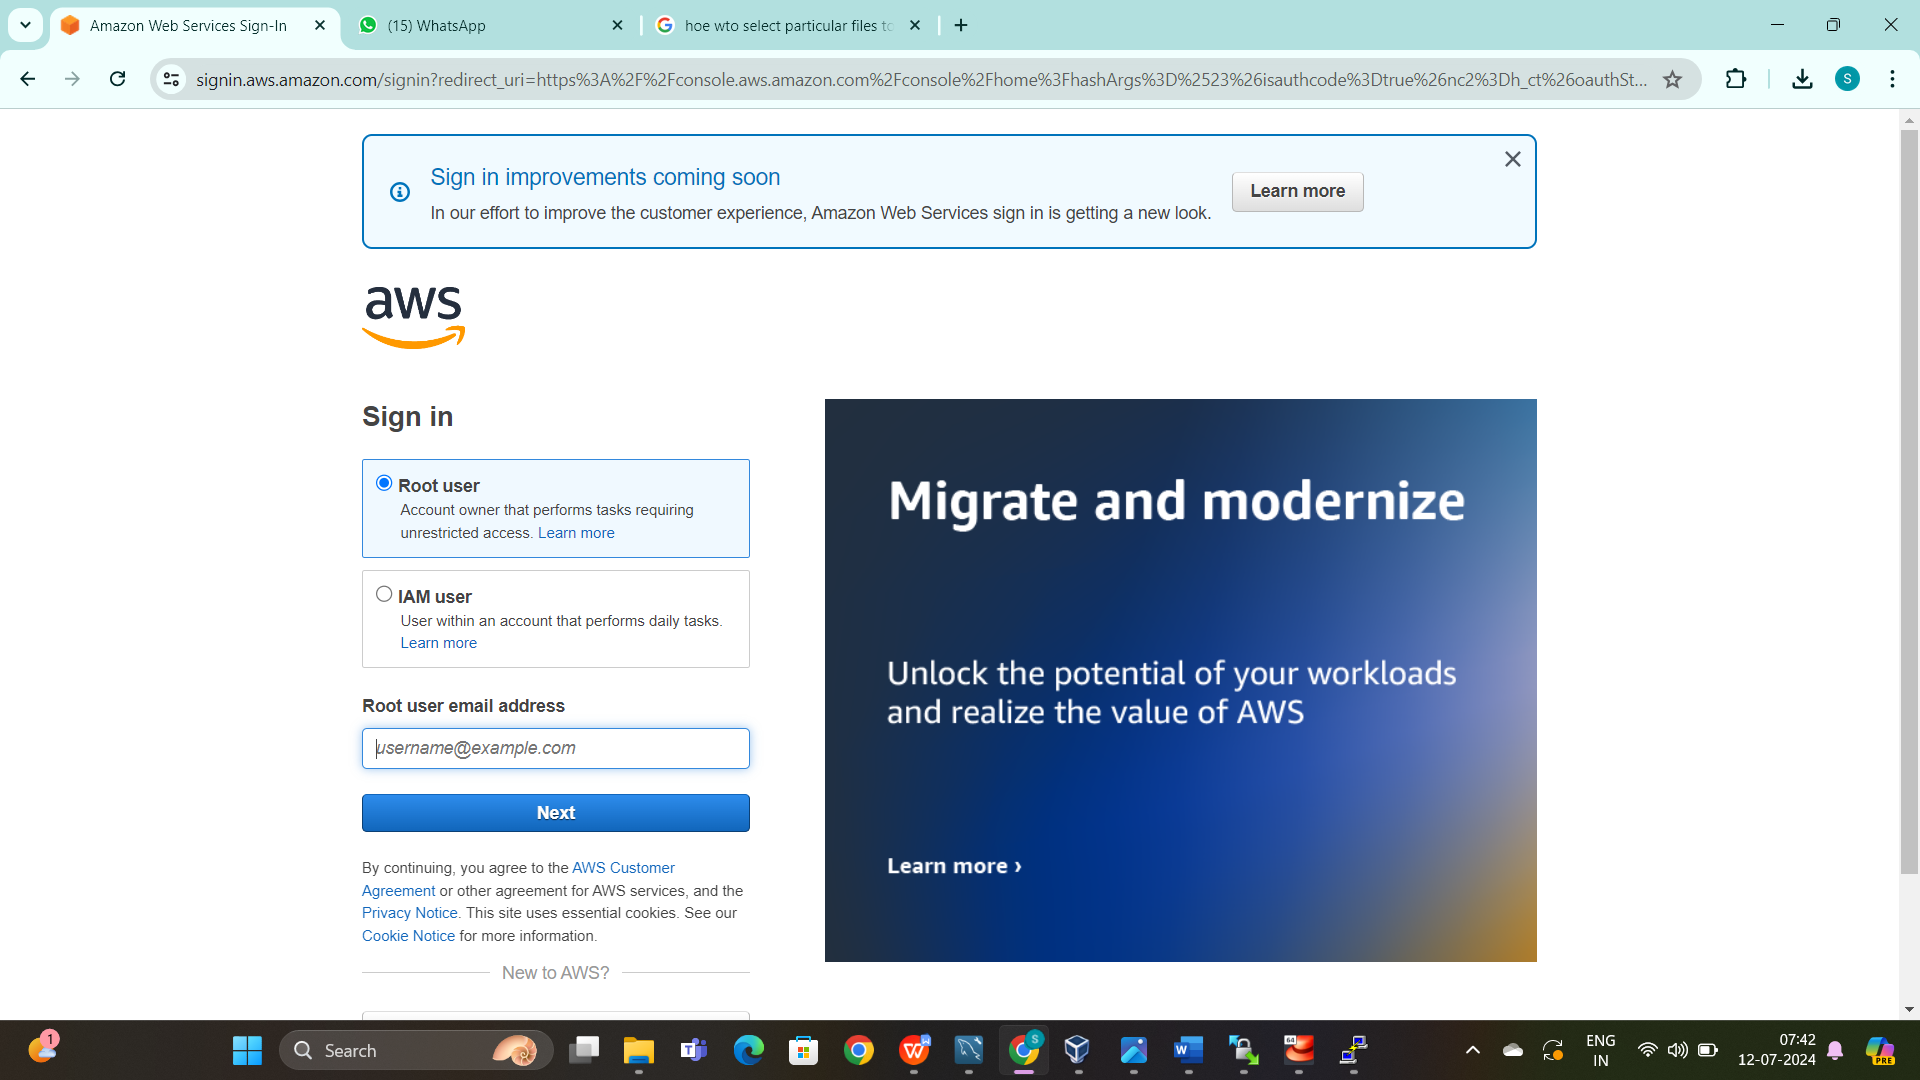 Amazon Web Services Sign-In
(15) WhatsApp
hoe wto select particular files to
signin.aws.amazon.com/signin?redirect_uri=https%3A%2F%2Fconsole.aws.amazon.com%2Fconsole%2Fhome%3FhashArgs%3D%2523%26isauthcode%3Dtrue%26nc2%3Dh_ct%26oauthSt...
S
Sign in improvements coming soon
In our effort to improve the customer experience, Amazon Web Services sign in is getting a new look.
Learn more
aws
Sign in
Root user
Account owner that performs tasks requiring
unrestricted access. Learn more
IAM user
User within an account that performs daily tasks.
Learn more
Root user email address
username@example.com
Next
By continuing, you agree to the AWS Customer
Agreement or other agreement for AWS services, and the
Privacy Notice. This site uses essential cookies. See our
Cookie Notice for more information.
New to AWS?
Migrate and modernize
Unlock the potential of your workloads
and realize the value of AWS
Learn more ›
1
Search
S
64
ENG
IN
07:42
12-07-2024
PRE